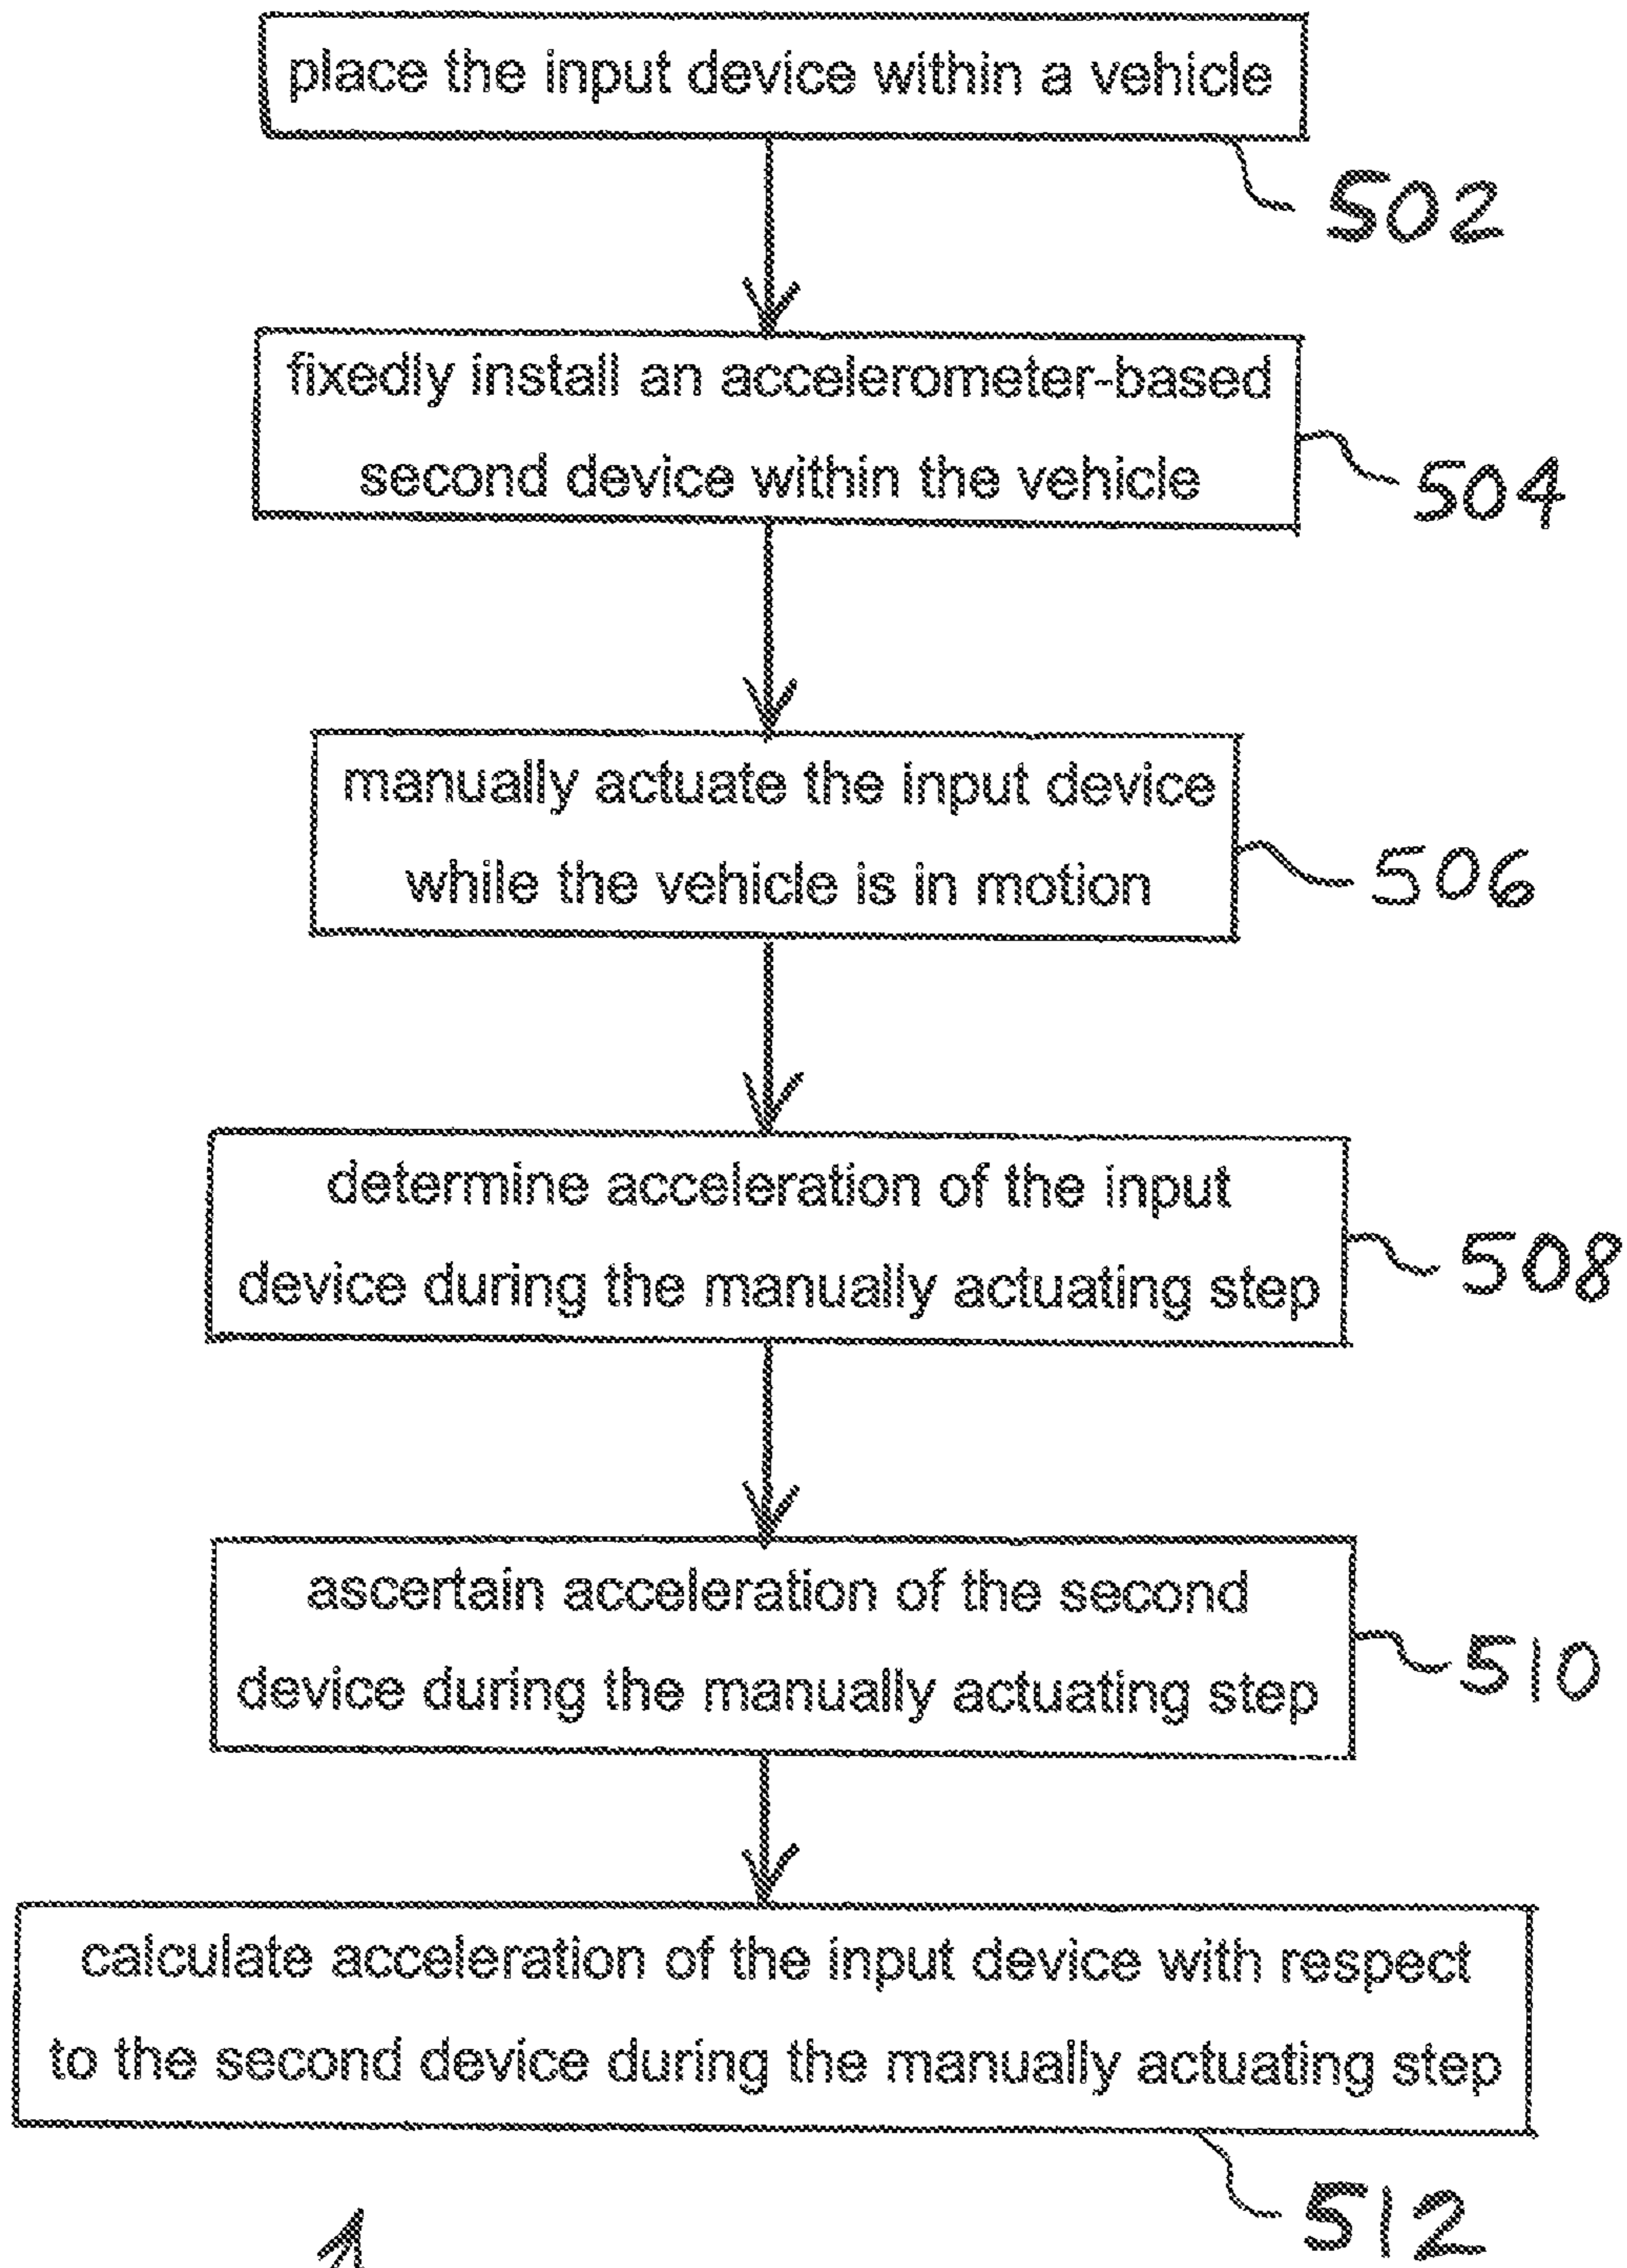 place the input device within a vehicle
502
fixedly install an accelerometer-based
second device within the vehicle
504
manually actuate the input device
while the vehicle is in motion
506
determine acceleration of the input
device during the manually actuating step
508
ascertain acceleration of the second
device during the manually actuating step
510
calculate acceleration of the input device with respect
to the second device during the manually actuating step
512